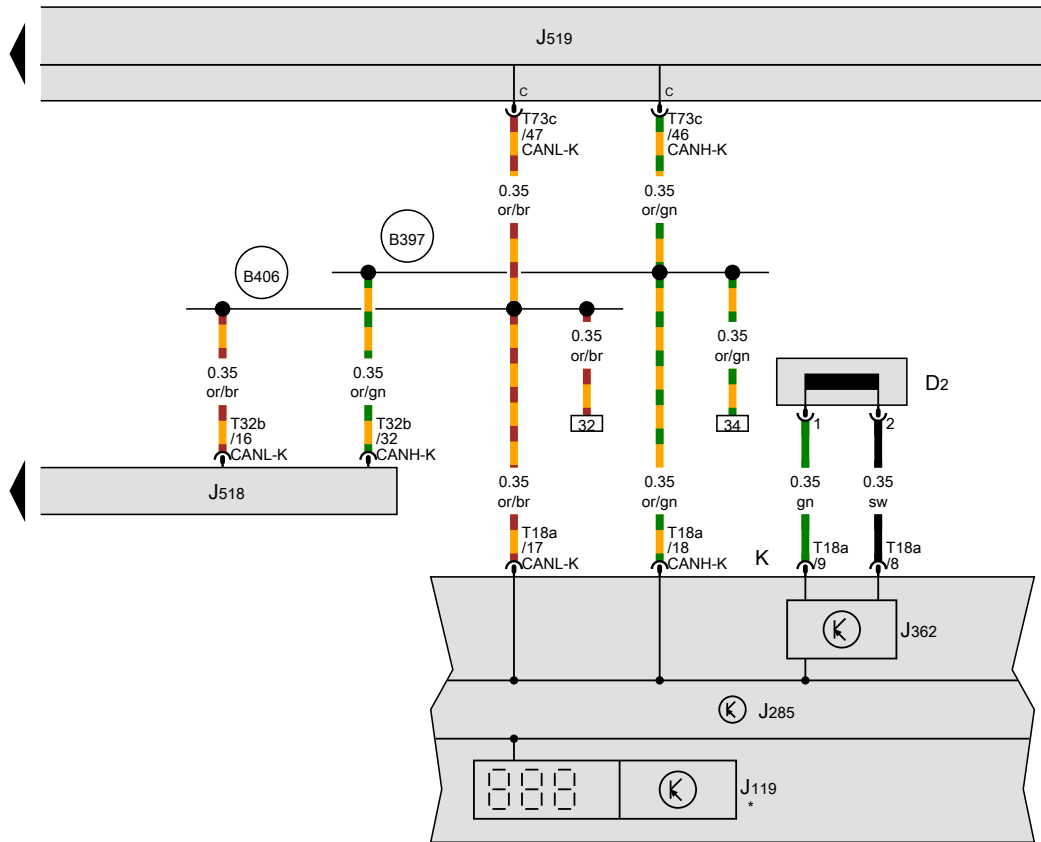 J519
C
C
T73c
/47
CANL-K
T73c
/46
CANH-K
0.35
or/br
0.35
or/gn
B397
B406
0.35
or/br
0.35
or/gn
0.35
or/br
0.35
or/gn
D2
32
34
1
2
T32b
/16
CANL-K
T32b
/32
CANH-K
J518
0.35
or/br
0.35
or/gn
0.35
gn
0.35
sw
T18a
/17
CANL-K
T18a
/18
CANH-K
K
T18a
/9
T18a
/8
J362
J285
J119
*